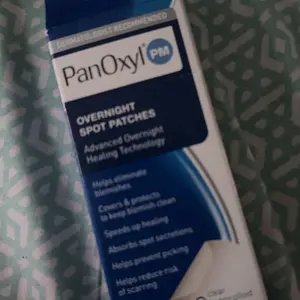 DERMATOLOGIST RECOMMENDED
PanOxyl PM
OVERNIGHT
SPOT PATCHES
Advanced Overnight
Healing Technology
Helps eliminate
blemishes
Covers & protects
to keep blemish clean
Speeds up healing
Absorbs spot secretions
Helps prevent picking
Helps reduce risk
of scarring
Clear